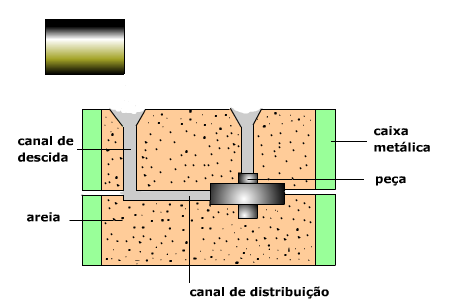 canal de
descida
caixa
metálica
peça
areia
canal de distribuição